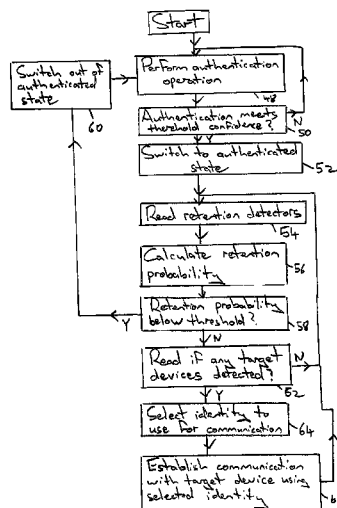 Start
Perform authentication
operation
48
Switch out of
authenticated
state
60
Authentication meets
threshold confidence?
N
50
Y
Switch to authenticated
state
52
Read retention detectors
54
Calculate retention
probability
56
Retention probability
below threshold?
58
Y
N
Read if any target
devices detected?
N
52
Y
Select identity to
use for communication
64
Establish communication
with target device using
selected identity